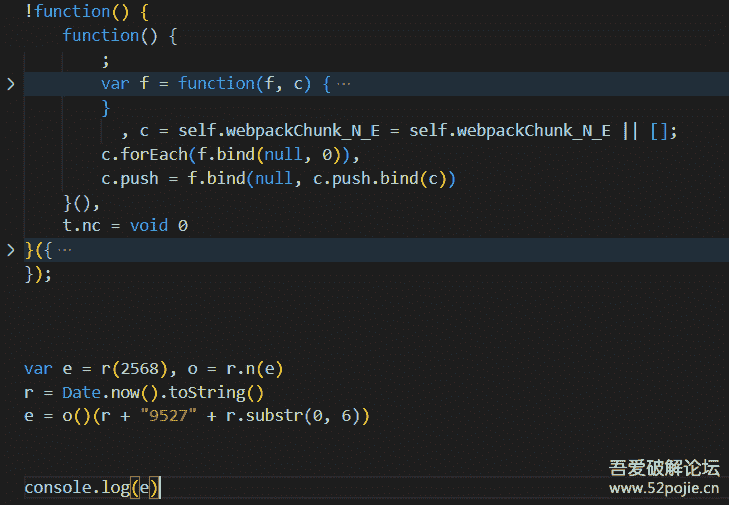 !function() {
function() {
;
var f = function(f, c) { ⋯
}
, c = self.webpackChunk_N_E = self.webpackChunk_N_E || [];
c.forEach(f.bind(null, 0)),
c.push = f.bind(null, c.push.bind(c))
}(),
t.nc = void 0
}({ ⋯
});
var e = r(2568), o = r.n(e)
r = Date.now().toString()
e = o()(r + "9527" + r.substr(0, 6))
console.log(e)
吾爱破解论坛
www.52pojie.cn